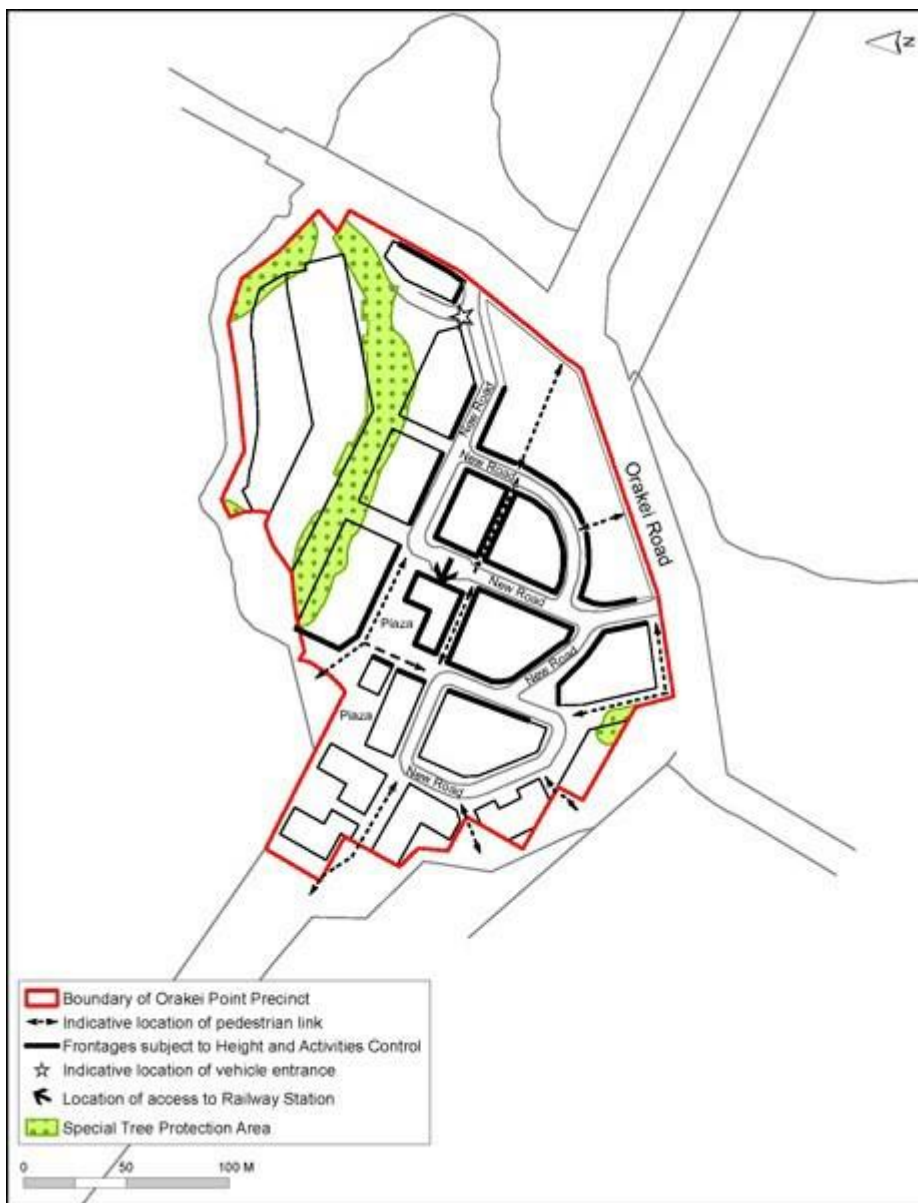 N
New Road
New Road
Orakei Road
New Road
Plaza
New Road
Plaza
New Road
Boundary of Orakei Point Precinct
Indicative location of pedestrian link
Frontages subject to Height and Activities Control
Indicative location of vehicle entrance
Location of access to Railway Station
Special Tree Protection Area
0 50 100 M